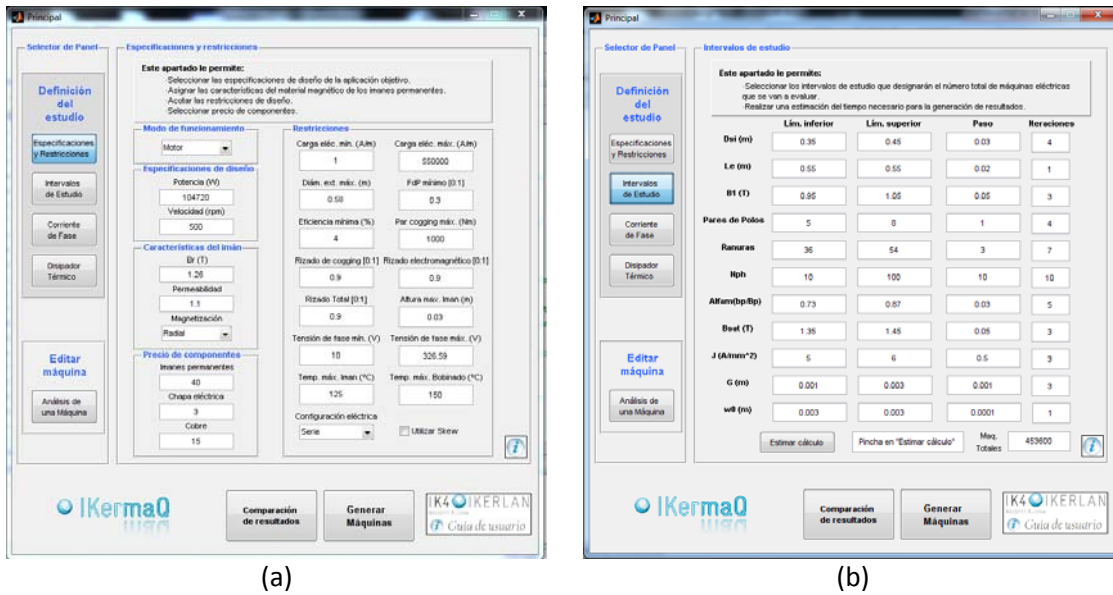 Principal
Selector de Panel
Definición
del
estudio
Especificaciones
y Restricciones
Intervalos
de Estudio
Corriente
de Fase
Disipador
Térmico
Editar
máquina
Análisis de
una Máquina
Especificaciones y restricciones
Este apartado le permite:
·Seleccionar las especificaciones de diseño de la aplicación objetivo.
·Asignar las características del material magnético de los imanes permanentes.
·Acotar las restricciones de diseño.
·Seleccionar precio de componentes.
Modo de funcionamiento
Motor
Especificaciones de diseño
Potencia (W)
104720
Velocidad (rpm)
500
Características del imán
Br (T)
1.26
Permeabilidad
1.1
Magnetización
Radial
Precio de componentes
Imanes permanentes
40
Chapa eléctrica
3
Cobre
15
Restricciones
Carga eléc. mín. (A/m) Carga eléc. máx. (A/m)
1 550000
Diám. ext. máx. (m) FdP mínimo [0:1]
0.58 0.3
Eficiencia mínima (%) Par cogging máx. (Nm)
4 1000
Rizado de cogging [0:1] Rizado electromagnético [0:1]
0.9 0.9
Rizado Total [0:1] Altura max. Iman (m)
0.9 0.03
Tensión de fase mín. (V) Tensión de fase máx. (V)
10 326.59
Temp. máx. Iman (ºC) Temp. máx. Bobinado (ºC)
125 150
Configuración eléctrica
Serie Utilizar Skew
IKermaQ
Comparación
de resultados
Generar
Máquinas
IK4 IKERLAN
Guía de usuario
(a)
Principal
Selector de Panel
Definición
del
estudio
Especificaciones
y Restricciones
Intervalos
de Estudio
Corriente
de Fase
Disipador
Térmico
Editar
máquina
Análisis de
una Máquina
Intervalos de estudio
Este apartado le permite:
·Seleccionar los intervalos de estudio que designarán el número total de máquinas eléctricas
que se van a evaluar.
·Realizar una estimación del tiempo necesario para la generación de resultados.
Lím. inferior Lím. superior Paso Iteraciones
Dsi (m) 0.35 0.45 0.03 4
Le (m) 0.55 0.55 0.02 1
B1 (T) 0.95 1.05 0.05 3
Pares de Polos 5 8 1 4
Ranuras 36 54 3 7
Nph 10 100 10 10
Alfam(bp/Bp) 0.73 0.87 0.03 5
Bsat (T) 1.35 1.45 0.05 3
J (A/mm^2) 5 6 0.5 3
G (m) 0.001 0.003 0.001 3
w0 (m) 0.003 0.003 0.0001 1
Estimar cálculo Pincha en "Estimar cálculo" Maq.
Totales 453600
IKermaQ
Comparación
de resultados
Generar
Máquinas
IK4 IKERLAN
Guía de usuario
(b)